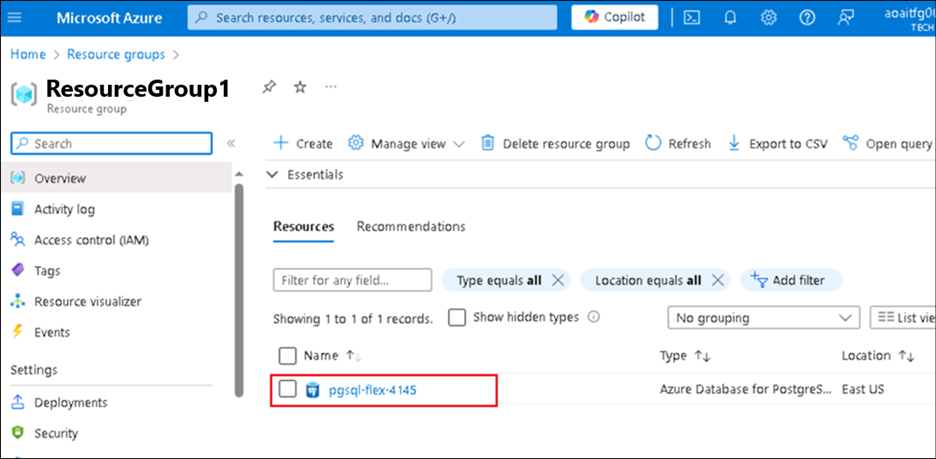 Microsoft Azure
Search resources, services, and docs (G+/)
Copilot
TECH
Home > Resource groups >
ResourceGroup1
...
Resource group
Search
«
Create
Manage view
Delete resource group
Refresh
Export to CSV
Open query
Essentials
Overview
Activity log
Access control (IAM)
Tags
Resource visualizer
Events
Settings
Deployments
Security
Resources Recommendations
Filter for any field...
Type equals all
Location equals all
Add filter
Showing 1 to 1 of 1 records.
Show hidden types
No grouping
List vie
Name ↑↓
Type ↑↓
Location ↑↓
pgsql-flex-4145
Azure Database for PostgreS...
East US